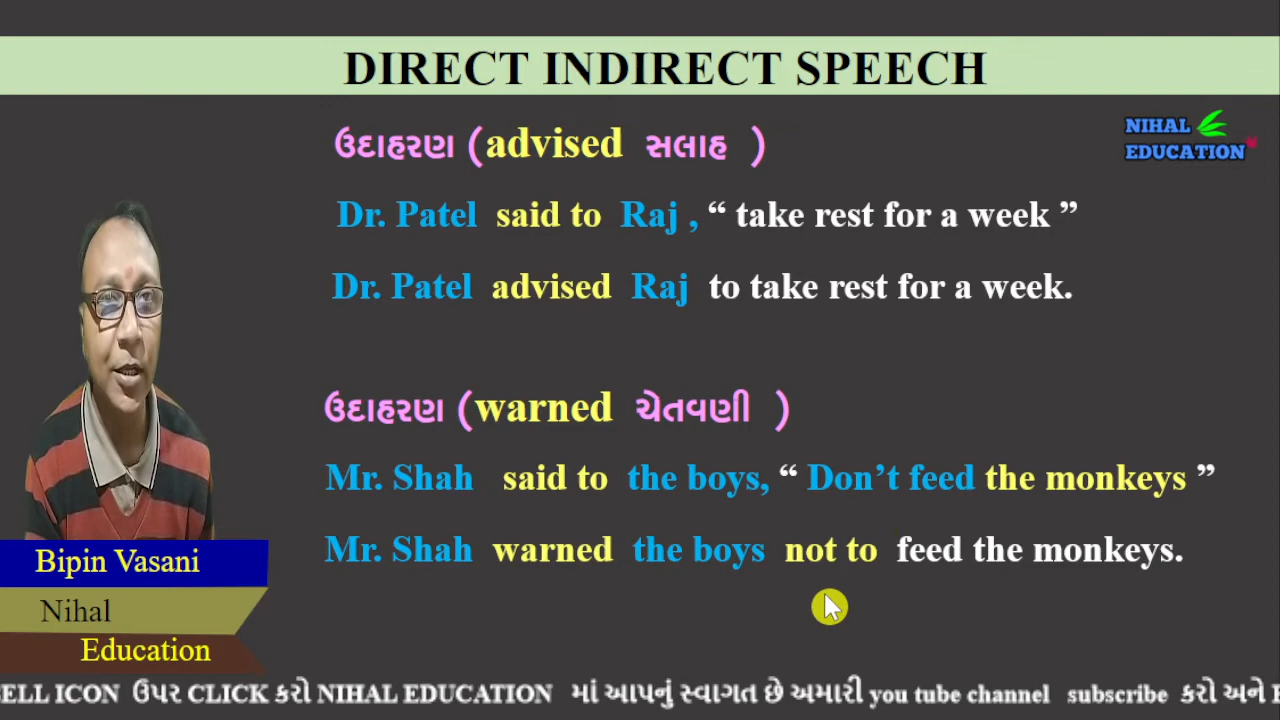 DIRECT INDIRECT SPEECH
NIHAL
EDUCATION
ઉદાહરણ (advised સલાહ )
Dr. Patel said to Raj , “ take rest for a week ”
Dr. Patel advised Raj to take rest for a week.
ઉદાહરણ (warned ચેતવણી )
Mr. Shah said to the boys, “ Don’t feed the monkeys ”
Mr. Shah warned the boys not to feed the monkeys.
Bipin Vasani
Nihal
Education
ICON ઉપર CLICK કરો NIHAL EDUCATION માં આપનું સ્વાગત છે અમારી you tube channel subscribe કરો અને